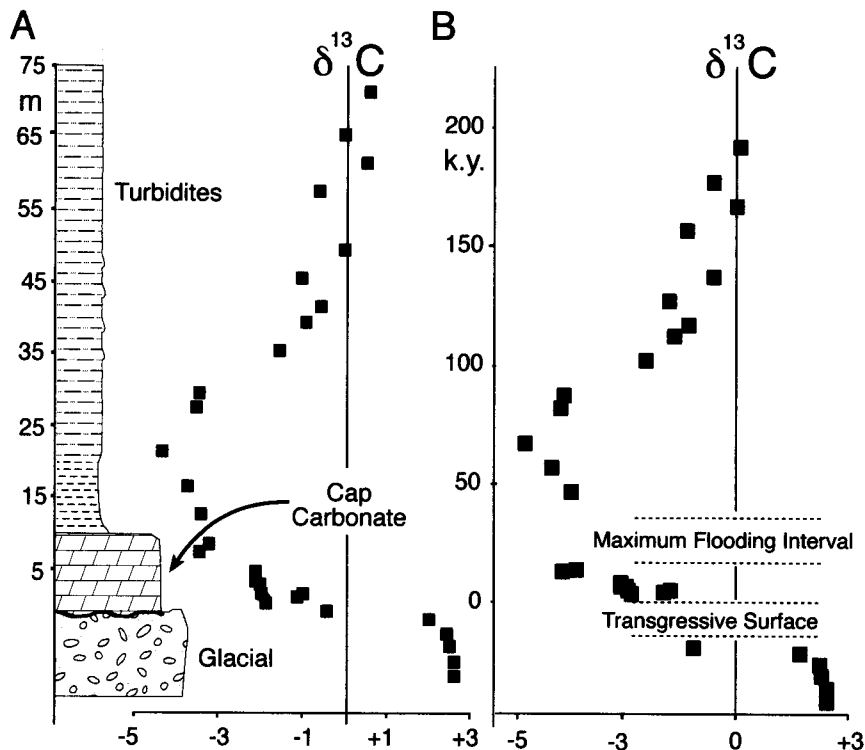 A
δ13C
75
m
65
55
45
35
25
15
5
Turbidites
Cap
Carbonate
Glacial
-5
-3
-1
+1
+3
B
δ13C
200
k.y.
150
100
50
0
Maximum Flooding Interval
Transgressive Surface
-5
-3
0
+3